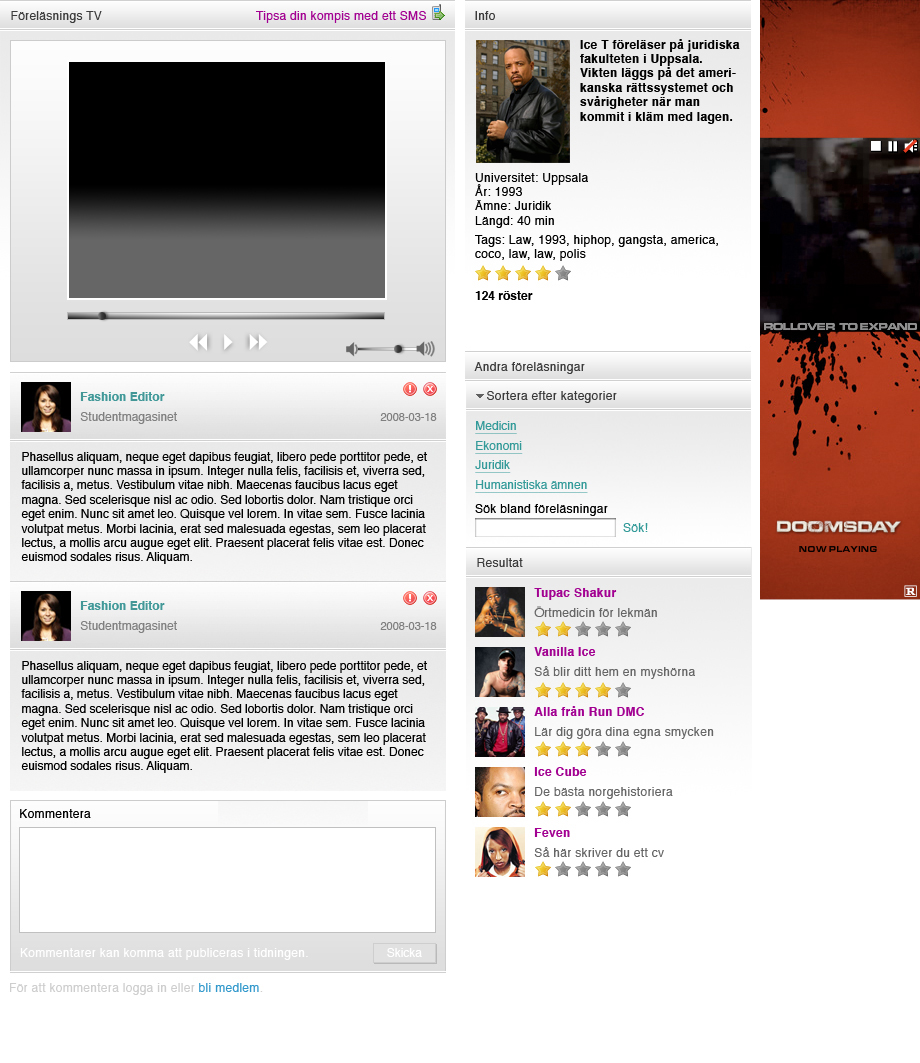 Föreläsnings TV
Tipsa din kompis med ett SMS
Fashion Editor
Studentmagasinet
2008-03-18
Phasellus aliquam, neque eget dapibus feugiat, libero pede porttitor pede, et
ullamcorper nunc massa in ipsum. Integer nulla felis, facilisis et, viverra sed,
facilisis a, metus. Vestibulum vitae nibh. Maecenas faucibus lacus eget
magna. Sed scelerisque nisl ac odio. Sed lobortis dolor. Nam tristique orci
eget enim. Nunc sit amet leo. Quisque vel lorem. In vitae sem. Fusce lacinia
volutpat metus. Morbi lacinia, erat sed malesuada egestas, sem leo placerat
lectus, a mollis arcu augue eget elit. Praesent placerat felis vitae est. Donec
euismod sodales risus. Aliquam.
Fashion Editor
Studentmagasinet
2008-03-18
Phasellus aliquam, neque eget dapibus feugiat, libero pede porttitor pede, et
ullamcorper nunc massa in ipsum. Integer nulla felis, facilisis et, viverra sed,
facilisis a, metus. Vestibulum vitae nibh. Maecenas faucibus lacus eget
magna. Sed scelerisque nisl ac odio. Sed lobortis dolor. Nam tristique orci
eget enim. Nunc sit amet leo. Quisque vel lorem. In vitae sem. Fusce lacinia
volutpat metus. Morbi lacinia, erat sed malesuada egestas, sem leo placerat
lectus, a mollis arcu augue eget elit. Praesent placerat felis vitae est. Donec
euismod sodales risus. Aliquam.
Kommentera
Kommentarer kan komma att publiceras i tidningen.
Skicka
För att kommentera logga in eller bli medlem.
Info
Ice T föreläser på juridiska
fakulteten i Uppsala.
Vikten läggs på det ameri-
kanska rättssystemet och
svårigheter när man
kommit i kläm med lagen.
Universitet: Uppsala
År: 1993
Ämne: Juridik
Längd: 40 min
Tags: Law, 1993, hiphop, gangsta, america,
coco, law, law, polis
124 röster
Andra föreläsningar
Sortera efter kategorier
Medicin
Ekonomi
Juridik
Humanistiska ämnen
Sök bland föreläsningar
Sök!
Resultat
Tupac Shakur
Örtmedicin för lekmän
Vanilla Ice
Så blir ditt hem en myshörna
Alla från Run DMC
Lär dig göra dina egna smycken
Ice Cube
De bästa norgehistoriera
Feven
Så här skriver du ett cv
ROLLOVER TO EXPAND
DOOMSDAY
NOW PLAYING
R